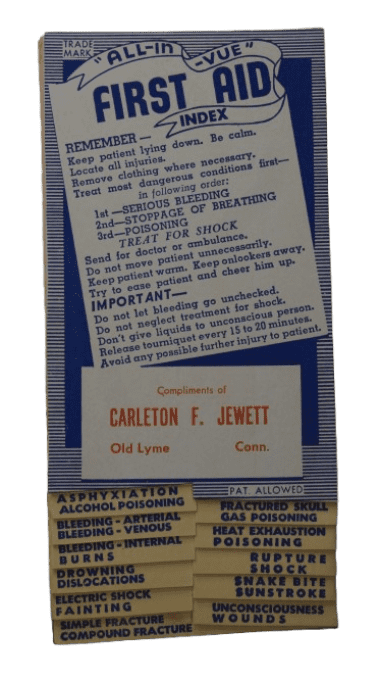 TRADE
MARK
"ALL-IN-VUE"
FIRST AID
INDEX
REMEMBER —
Keep patient lying down. Be calm.
Locate all injuries.
Remove clothing where necessary.
Treat most dangerous conditions first—
in following order:
1st—SERIOUS BLEEDING
2nd—STOPPAGE OF BREATHING
3rd—POISONING
TREAT FOR SHOCK
Send for doctor or ambulance.
Do not move patient unnecessarily.
Keep patient warm. Keep onlookers away.
Try to ease patient and cheer him up.
IMPORTANT—
Do not let bleeding go unchecked.
Do not neglect treatment for shock.
Don't give liquids to unconscious person.
Release tourniquet every 15 to 20 minutes.
Avoid any possible further injury to patient.
Compliments of
CARLETON F. JEWETT
Old Lyme Conn.
PAT. ALLOWED
ASPHYXIATION
ALCOHOL POISONING
BLEEDING - ARTERIAL
BLEEDING - VENOUS
BLEEDING - INTERNAL
BURNS
DROWNING
DISLOCATIONS
ELECTRIC SHOCK
FAINTING
SIMPLE FRACTURE
COMPOUND FRACTURE
FRACTURED SKULL
GAS POISONING
HEAT EXHAUSTION
POISONING
RUPTURE
SHOCK
SNAKE BITE
SUNSTROKE
UNCONSCIOUSNESS
WOUNDS